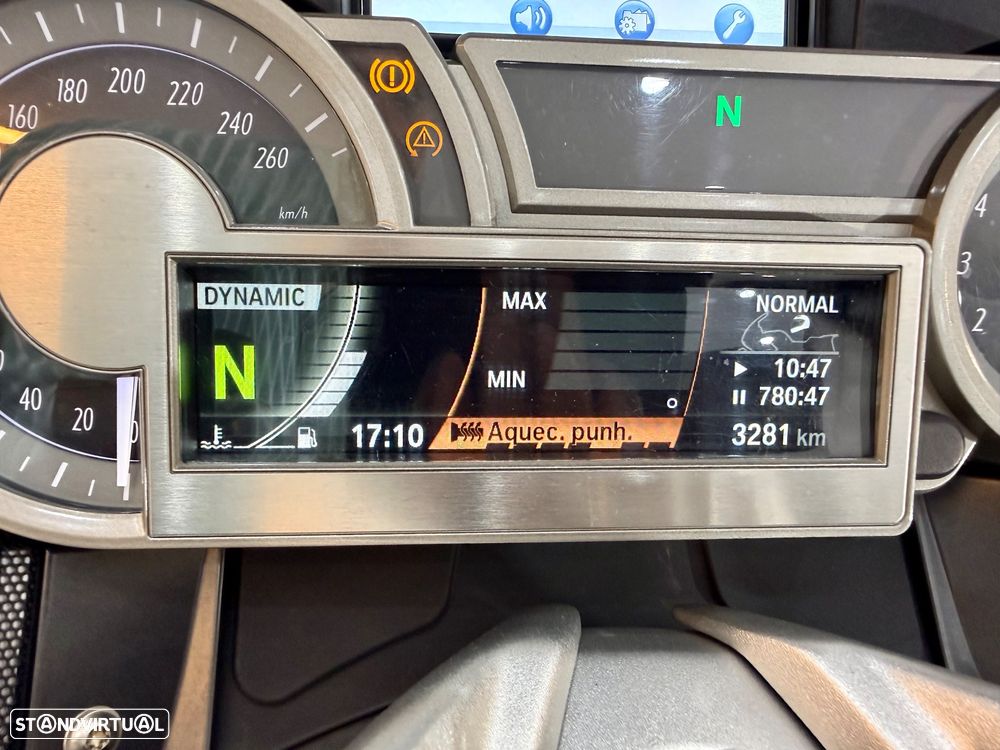 160
180
200
220
240
260
km/h
N
4
3
2
DYNAMIC
MAX
NORMAL
N
MIN
10:47
780:47
17:10
Aquec. punh.
3281 km
40
20
0
STANDVIRTUAL